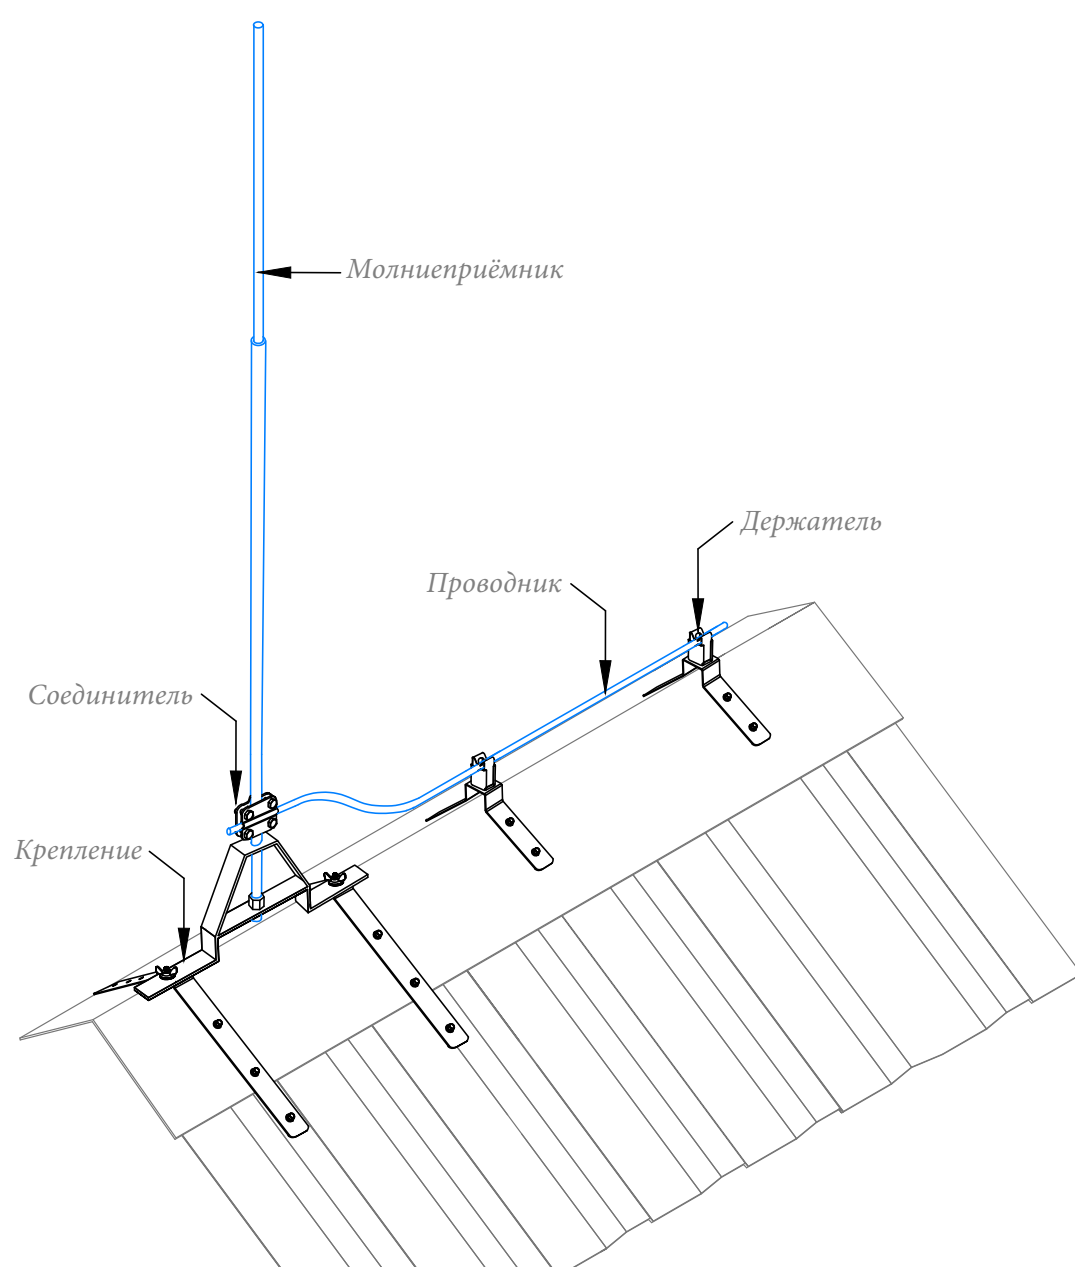 Молниеприёмник
Держатель
Проводник
Соединитель
Крепление